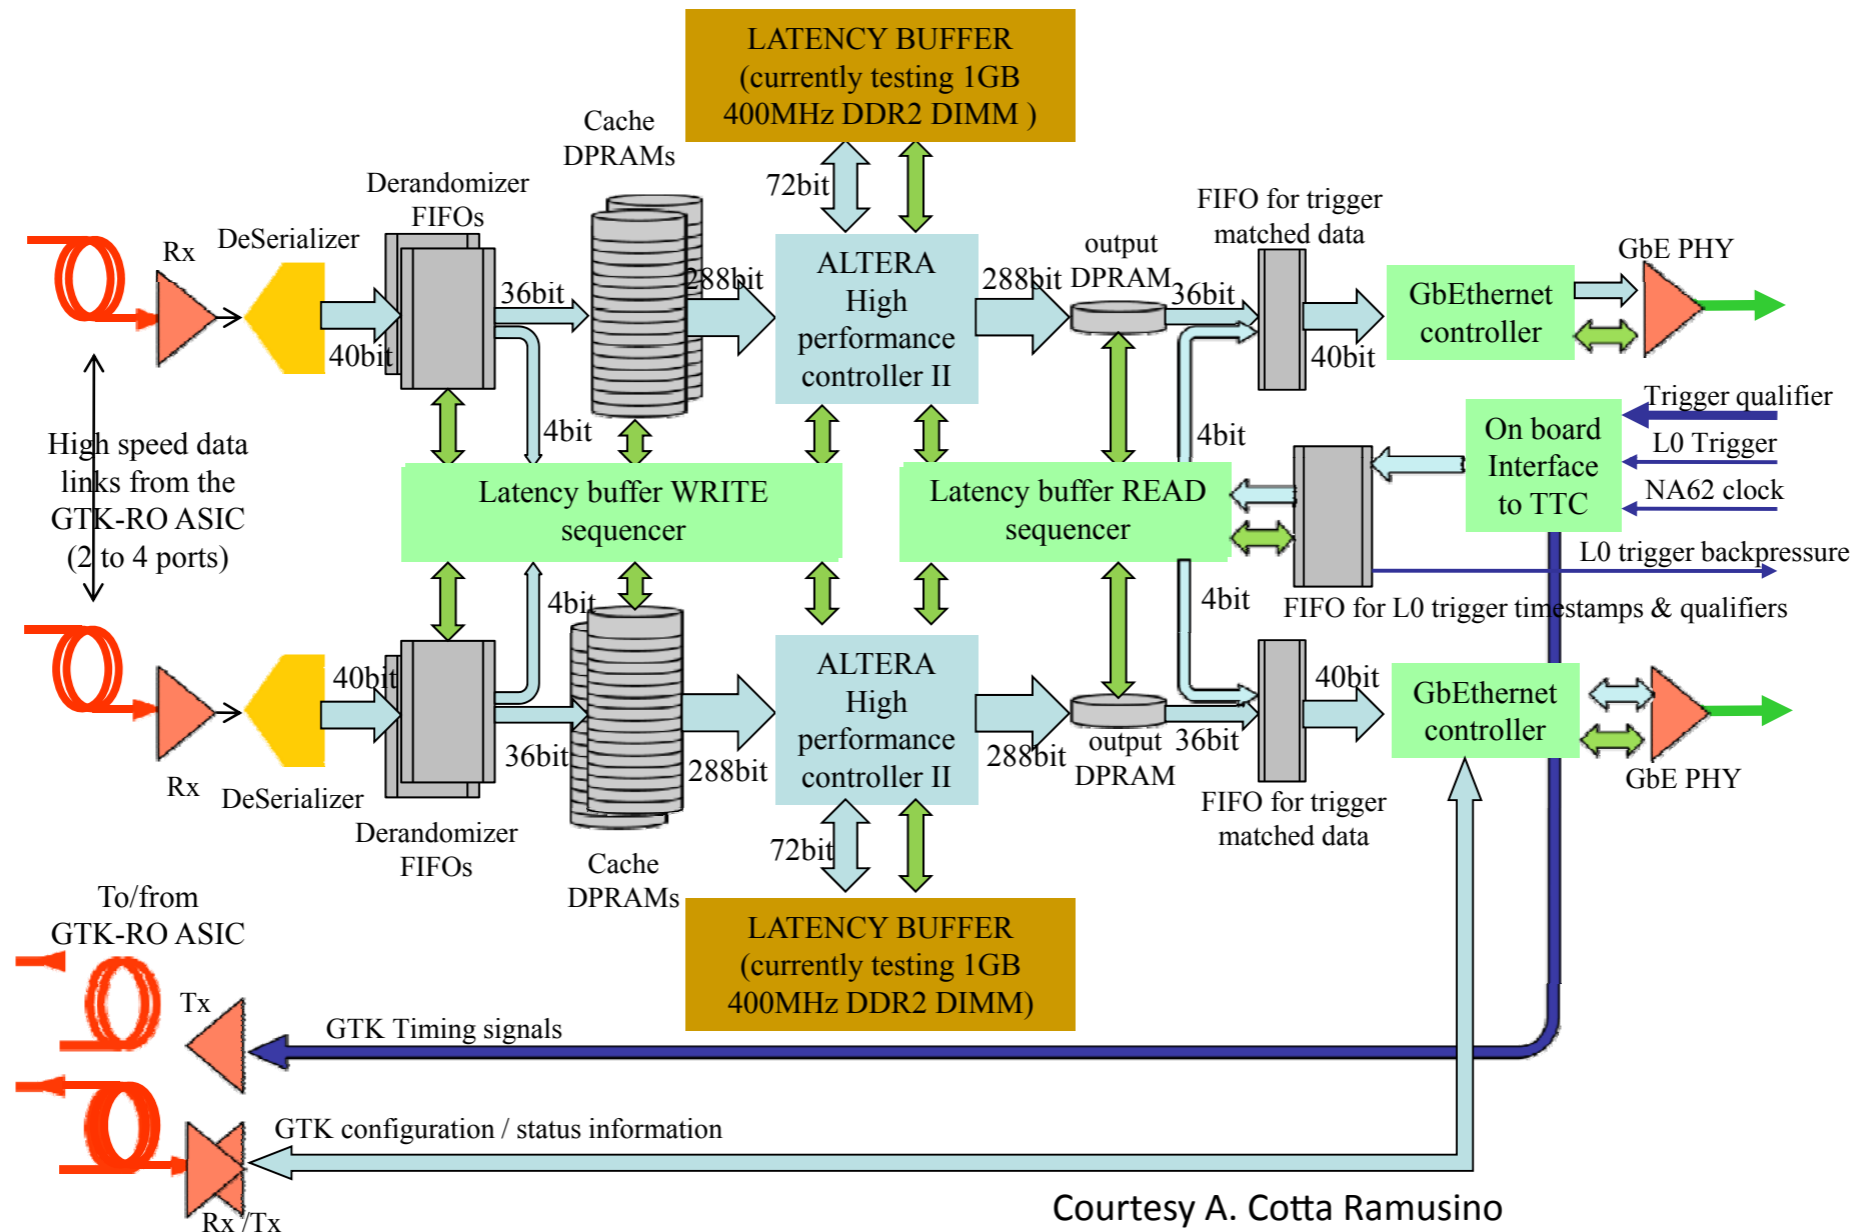 LATENCY BUFFER
(currently testing 1GB
400MHz DDR2 DIMM )
Cache
DPRAMs
Derandomizer
FIFOs
DeSerializer
Rx
72bit
FIFO for trigger
matched data
output
DPRAM
GbE PHY
40bit
36bit
288bit
ALTERA
High
performance
controller II
288bit
36bit
40bit
GbEthernet
controller
4bit
4bit
High speed data
links from the
GTK-RO ASIC
(2 to 4 ports)
Latency buffer WRITE
sequencer
Latency buffer READ
sequencer
On board
Interface
to TTC
Trigger qualifier
L0 Trigger
NA62 clock
L0 trigger backpressure
FIFO for L0 trigger timestamps & qualifiers
4bit
4bit
40bit
36bit
288bit
ALTERA
High
performance
controller II
288bit
output
DPRAM
36bit
40bit
GbEthernet
controller
GbE PHY
Rx
DeSerializer
Derandomizer
FIFOs
Cache
DPRAMs
72bit
FIFO for trigger
matched data
LATENCY BUFFER
(currently testing 1GB
400MHz DDR2 DIMM)
To/from
GTK-RO ASIC
Tx
GTK Timing signals
GTK configuration / status information
Rx /Tx
Courtesy A. Cotta Ramusino